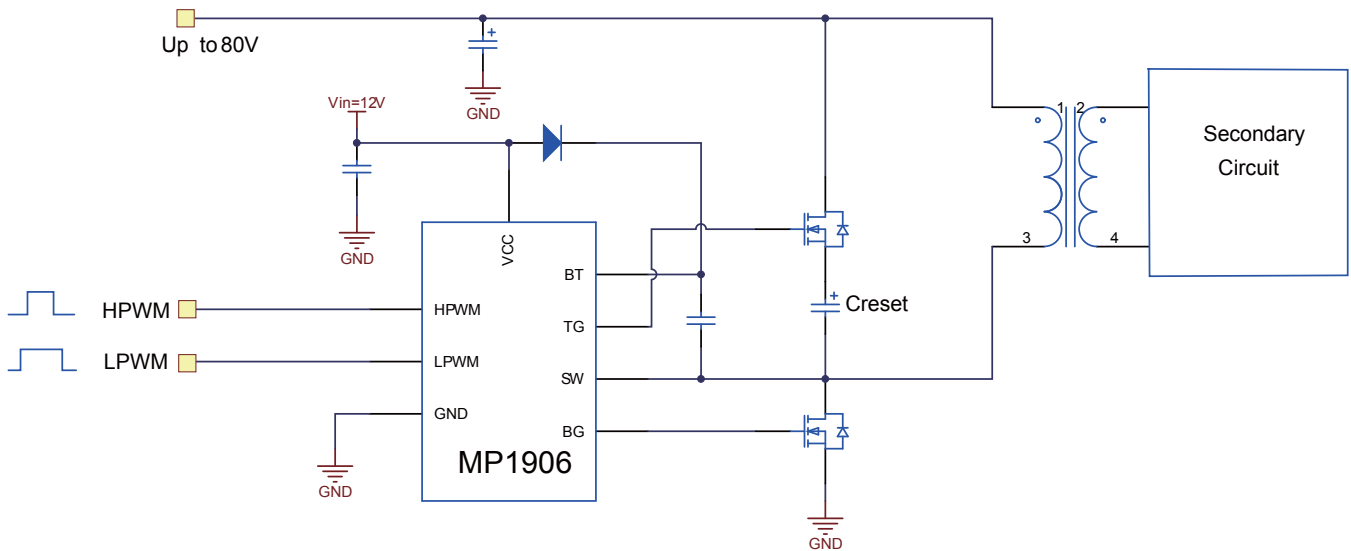 Up to 80V
GND
Vin=12V
GND
1 2
3 4
Secondary
Circuit
VCC
BT
HPWM HPWM
TG
Creset
LPWM LPWM
SW
GND
BG
MP1906
GND
GND